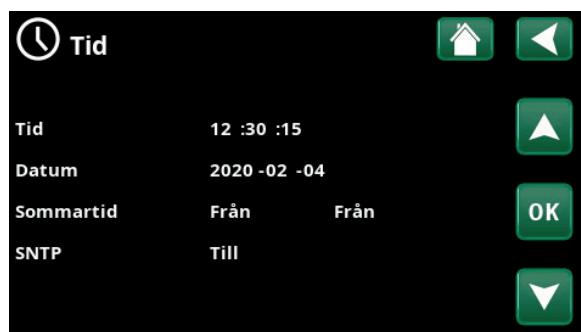 Tid
Tid 12 :30 :15
Datum 2020 -02 -04
Sommartid Från Från
OK
SNTP Till